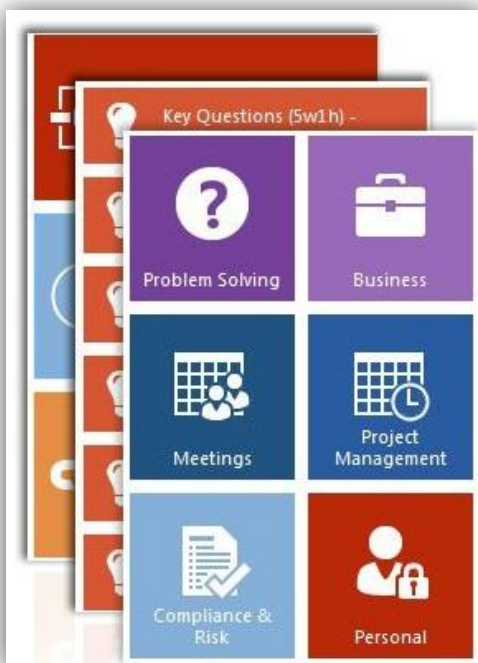 Key Questions (5w1h) -
Problem Solving
Business
Meetings
Project
Management
Compliance &
Risk
Personal